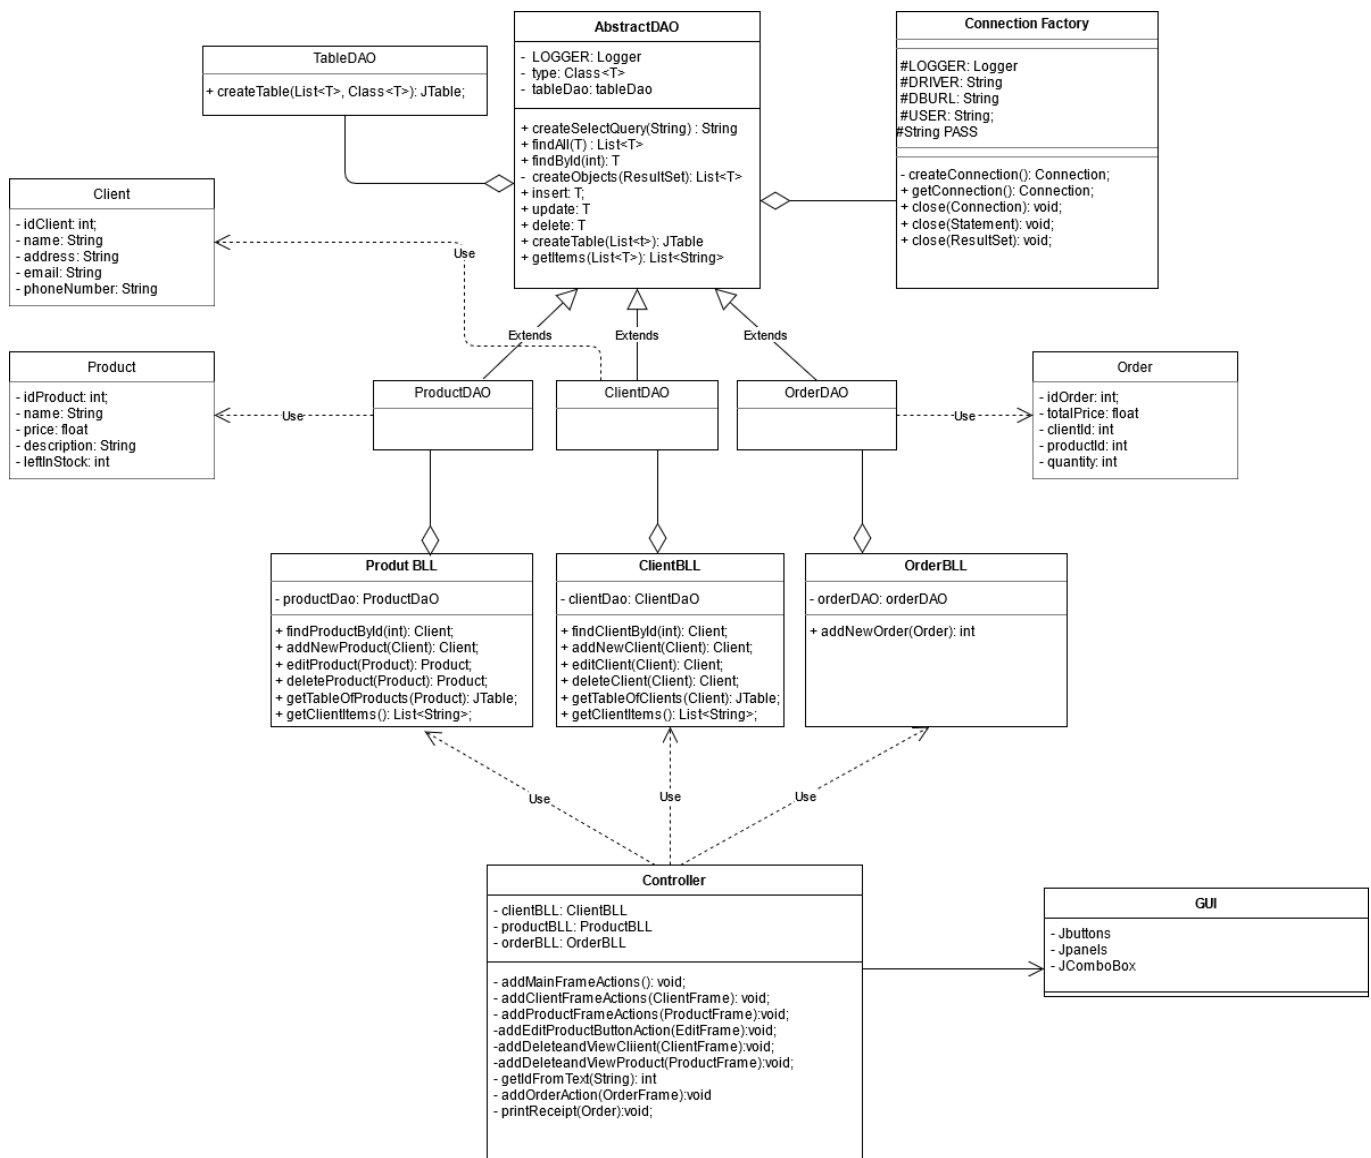 TableDAO
+ createTable(List<T>, Class<T>): JTable;
AbstractDAO
- LOGGER: Logger
- type: Class<T>
- tableDao: tableDao
+ createSelectQuery(String) : String
+ findAll(T) : List<T>
+ findById(int): T
- createObjects(ResultSet): List<T>
+ insert: T;
+ update: T
+ delete: T
+ createTable(List<t>): JTable
+ getItems(List<T>): List<String>
Connection Factory
#LOGGER: Logger
#DRIVER: String
#DBURL: String
#USER: String;
#String PASS
- createConnection(): Connection;
+ getConnection(): Connection;
+ close(Connection): void;
+ close(Statement): void;
+ close(ResultSet): void;
Client
- idClient: int;
- name: String
- address: String
- email: String
- phoneNumber: String
Use
Extends
Extends
Extends
Product
- idProduct: int;
- name: String
- price: float
- description: String
- leftInStock: int
Use
ProductDAO
ClientDAO
OrderDAO
Use
Order
- idOrder: int;
- totalPrice: float
- clientId: int
- productId: int
- quantity: int
Produt BLL
- productDao: ProductDaO
+ findProductById(int): Client;
+ addNewProduct(Client): Client;
+ editProduct(Product): Product;
+ deleteProduct(Product): Product;
+ getTableOfProducts(Product): JTable;
+ getClientItems(): List<String>;
ClientBLL
- clientDao: ClientDaO
+ findClientById(int): Client;
+ addNewClient(Client): Client;
+ editClient(Client): Client;
+ deleteClient(Client): Client;
+ getTableOfClients(Client): JTable;
+ getClientItems(): List<String>;
OrderBLL
- orderDAO: orderDAO
+ addNewOrder(Order): int
Use
Use
Use
Controller
- clientBLL: ClientBLL
- productBLL: ProductBLL
- orderBLL: OrderBLL
- addMainFrameActions(): void;
- addClientFrameActions(ClientFrame): void;
- addProductFrameActions(ProductFrame):void;
-addEditProductButtonAction(EditFrame):void;
-addDeleteandViewCliient(ClientFrame):void;
-addDeleteandViewProduct(ProductFrame):void;
- getIdFromText(String): int
- addOrderAction(OrderFrame):void
- printReceipt(Order):void;
GUI
- Jbuttons
- Jpanels
- JComboBox